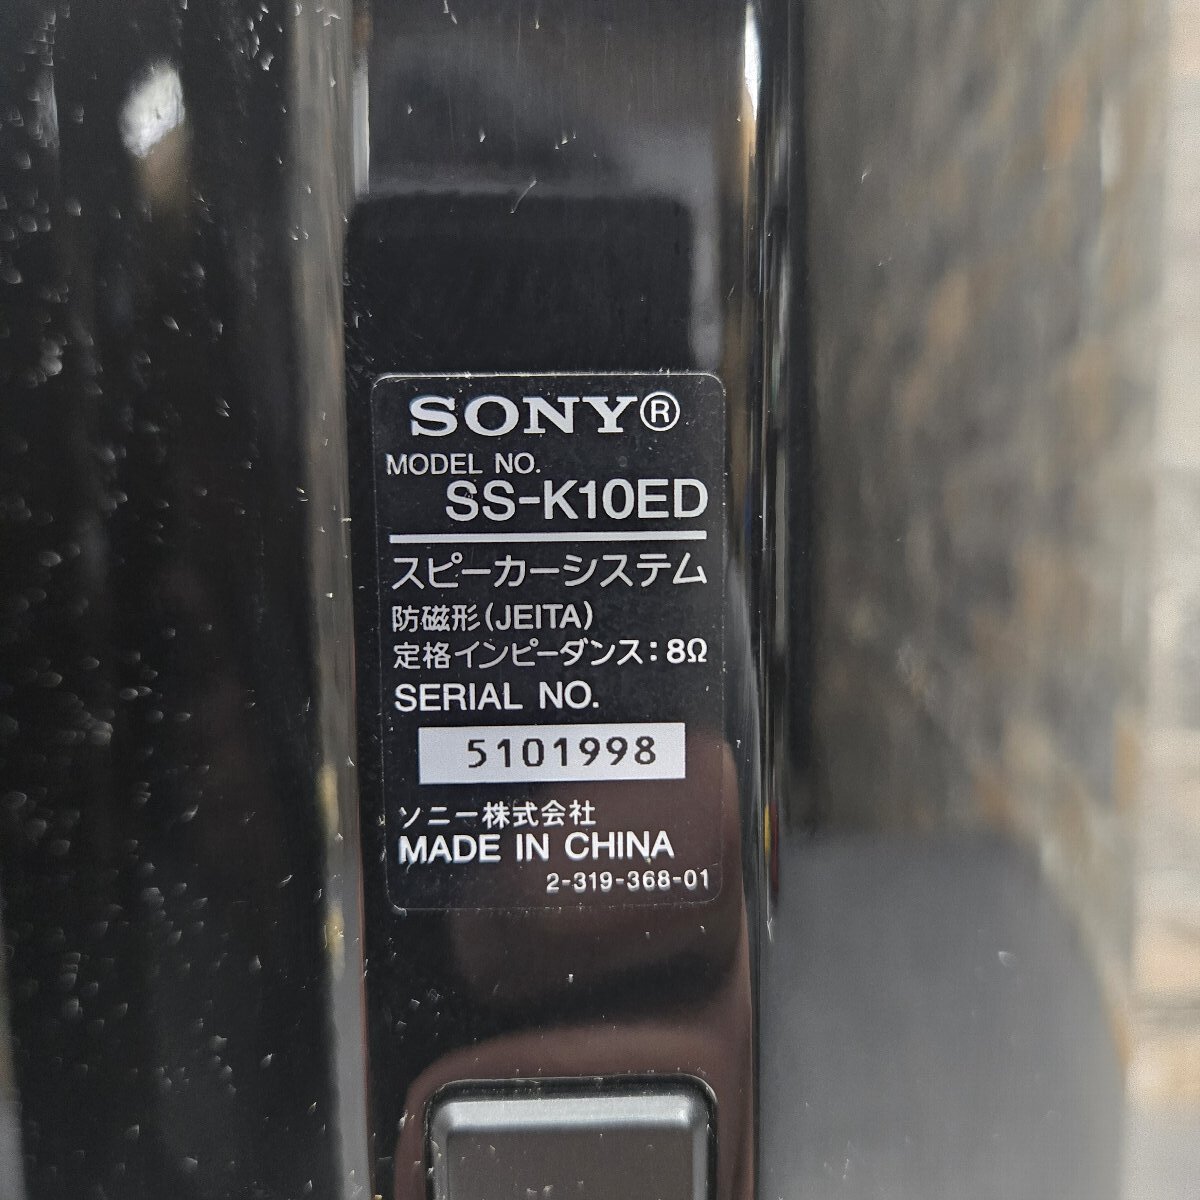 SONY®
MODEL NO.
SS-K10ED
スピーカーシステム
防磁形(JEITA)
定格インピーダンス:8Ω
SERIAL NO.
5101998
ソニー株式会社
MADE IN CHINA
2-319-368-01